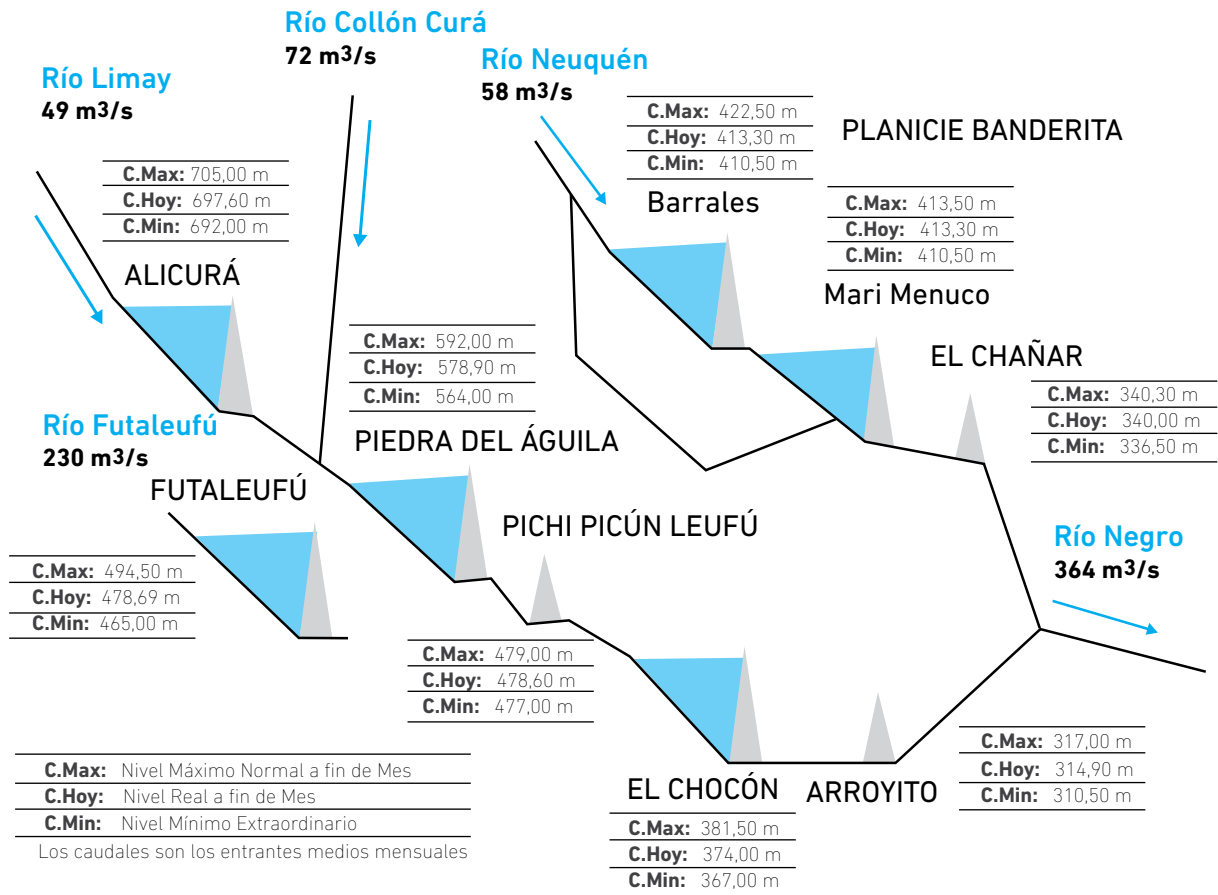 Río Collón Curá
72 m3/s
Río Limay
49 m3/s
Río Neuquén
58 m3/s
C.Max: 422,50 m
C.Hoy: 413,30 m
C.Min: 410,50 m
Barrales
PLANICIE BANDERITA
C.Max: 413,50 m
C.Hoy: 413,30 m
C.Min: 410,50 m
Mari Menuco
C.Max: 705,00 m
C.Hoy: 697,60 m
C.Min: 692,00 m
ALICURÁ
C.Max: 592,00 m
C.Hoy: 578,90 m
C.Min: 564,00 m
PIEDRA DEL ÁGUILA
EL CHAÑAR
C.Max: 340,30 m
C.Hoy: 340,00 m
C.Min: 336,50 m
Río Futaleufú
230 m3/s
FUTALEUFÚ
C.Max: 494,50 m
C.Hoy: 478,69 m
C.Min: 465,00 m
PICHI PICÚN LEUFÚ
C.Max: 479,00 m
C.Hoy: 478,60 m
C.Min: 477,00 m
Río Negro
364 m3/s
EL CHOCÓN
C.Max: 381,50 m
C.Hoy: 374,00 m
C.Min: 367,00 m
ARROYITO
C.Max: 317,00 m
C.Hoy: 314,90 m
C.Min: 310,50 m
C.Max: Nivel Máximo Normal a fin de Mes
C.Hoy: Nivel Real a fin de Mes
C.Min: Nivel Mínimo Extraordinario
Los caudales son los entrantes medios mensuales